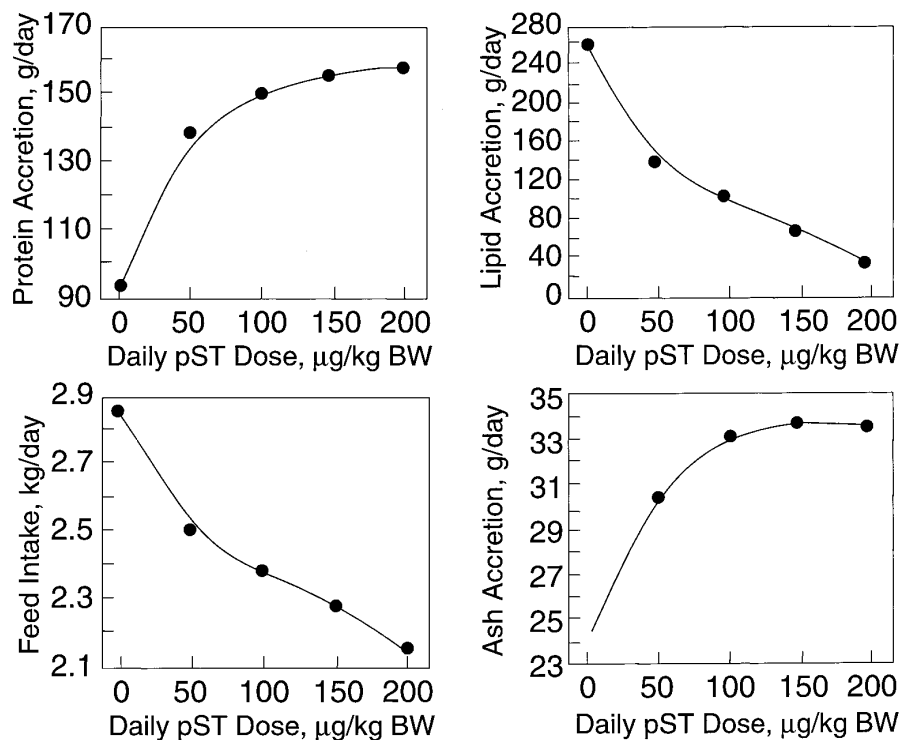 Protein Accretion, g/day
170
150
130
110
90
0 50 100 150 200
Daily pST Dose, μg/kg BW
Lipid Accretion, g/day
280
240
200
160
120
80
40
0
0 50 100 150 200
Daily pST Dose, μg/kg BW
Feed Intake, kg/day
2.9
2.7
2.5
2.3
2.1
0 50 100 150 200
Daily pST Dose, μg/kg BW
Ash Accretion, g/day
35
33
31
29
27
25
23
0 50 100 150 200
Daily pST Dose, μg/kg BW